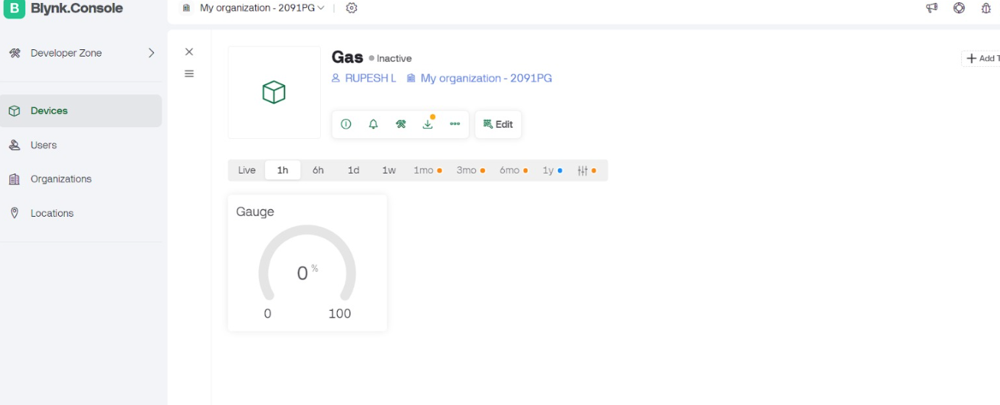 B Blynk.Console
My organization - 2091PG
Developer Zone
Devices
Users
Organizations
Locations
Gas Inactive
RUPESH L My organization - 2091PG
Add T
Edit
Live 1h 6h 1d 1w 1mo 3mo 6mo 1y
Gauge
0 %
0 100